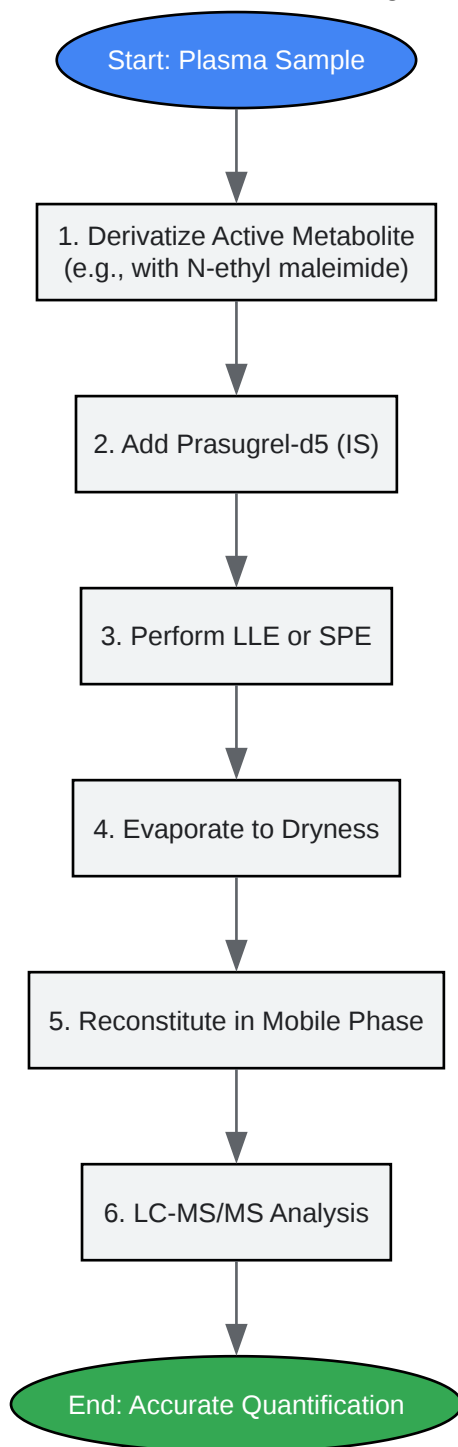 Start: Plasma Sample
1. Derivatize Active Metabolite
(e.g., with N-ethyl maleimide)
2. Add Prasugrel-d5 (IS)
3. Perform LLE or SPE
4. Evaporate to Dryness
5. Reconstitute in Mobile Phase
6. LC-MS/MS Analysis
End: Accurate Quantification